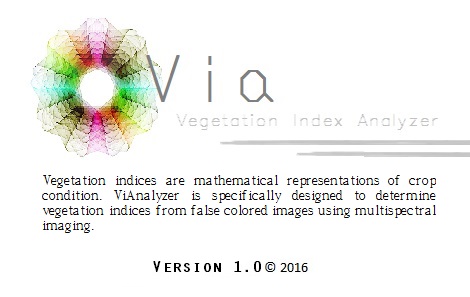 Via
Vegetation Index Analyzer
Vegetation indices are mathematical representations of crop
condition. ViAnalyzer is specifically designed to determine
vegetation indices from false colored images using multispectral
imaging.
VERSION 1.0© 2016